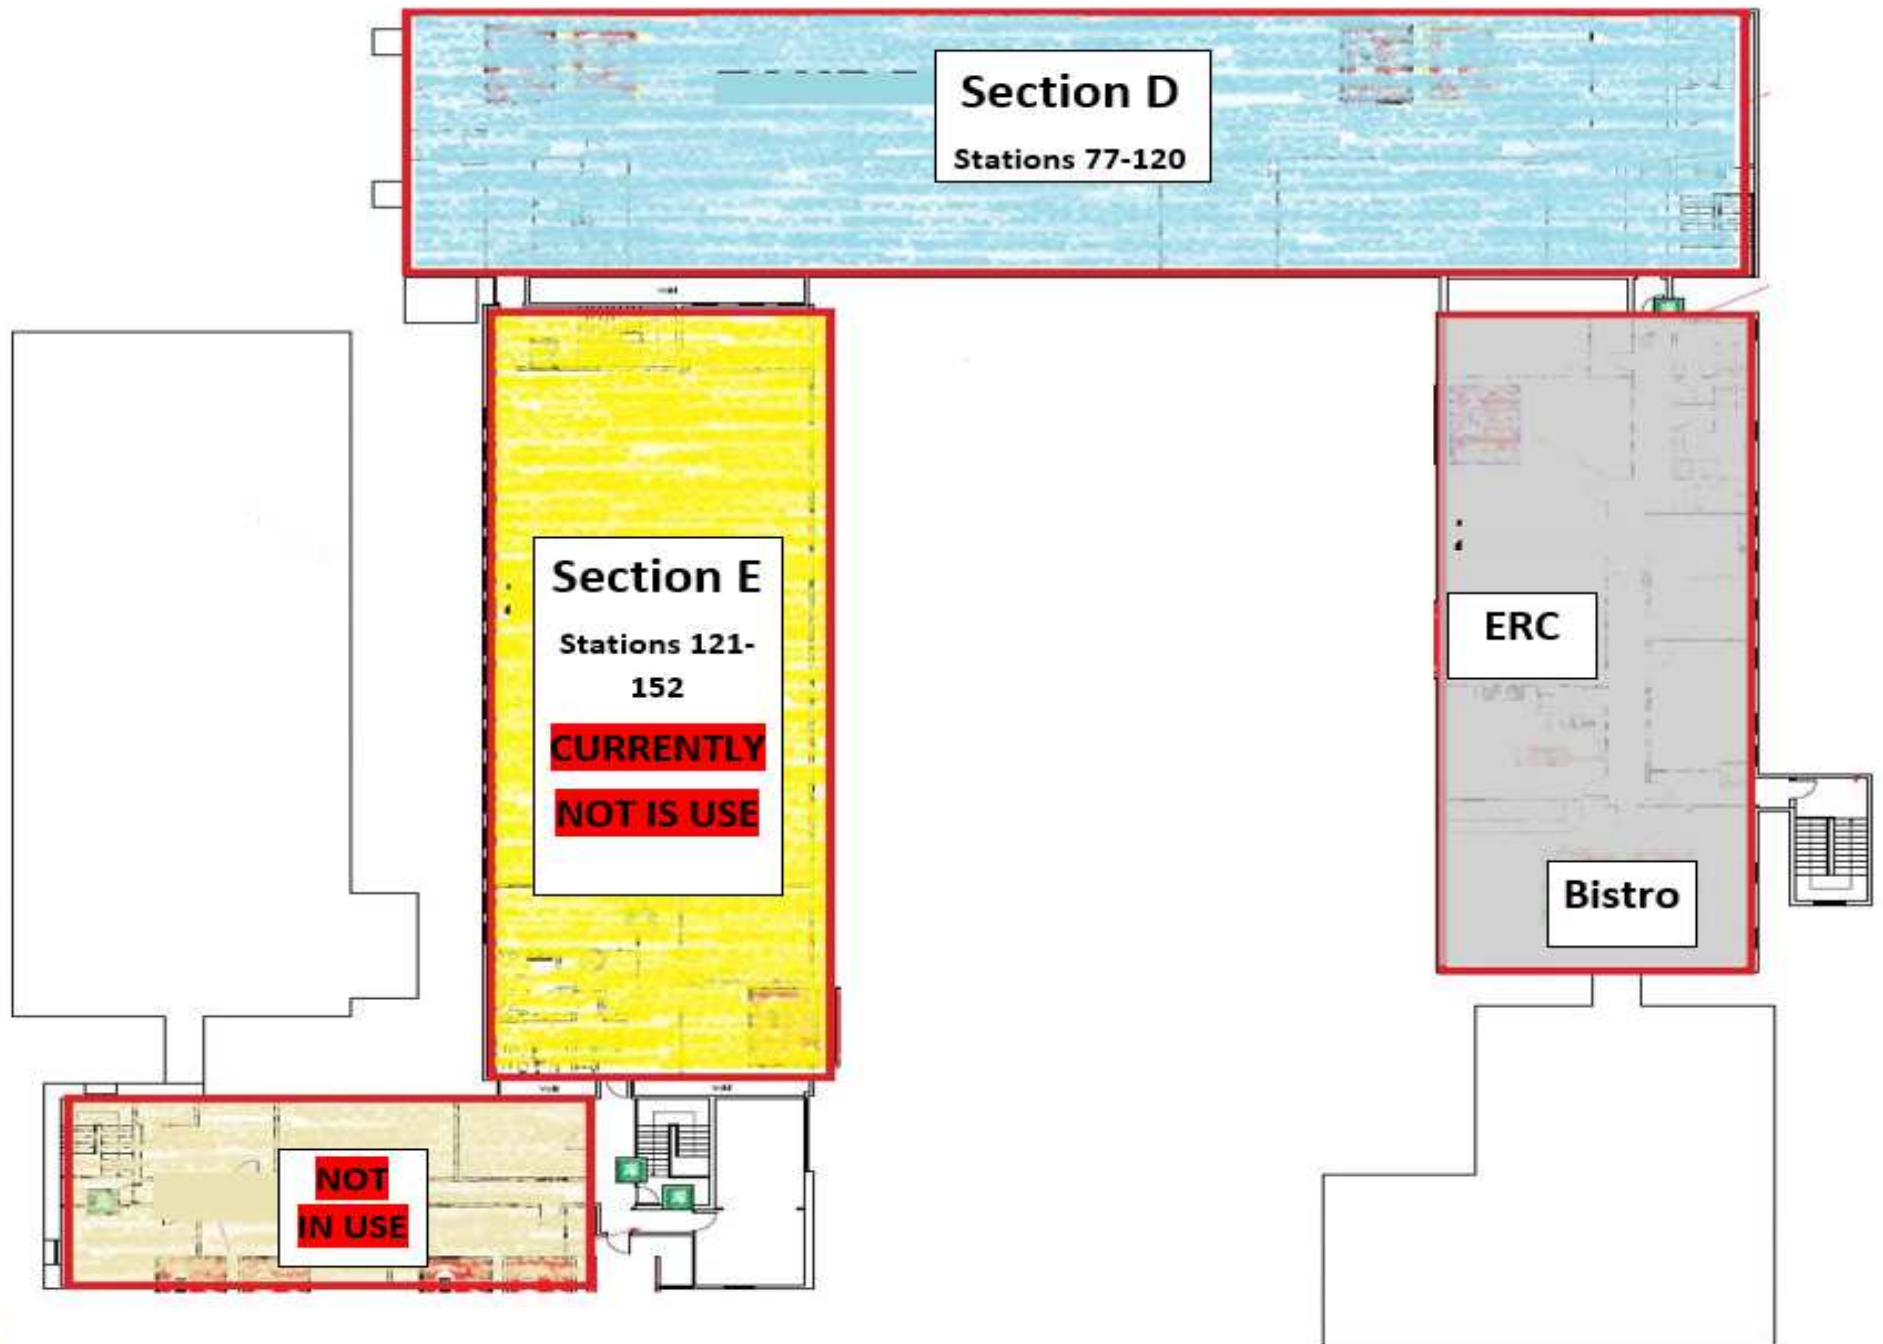 Section D
Stations 77-120
Section E
Stations 121-
152
CURRENTLY
NOT IS USE
ERC
Bistro
NOT
IN USE